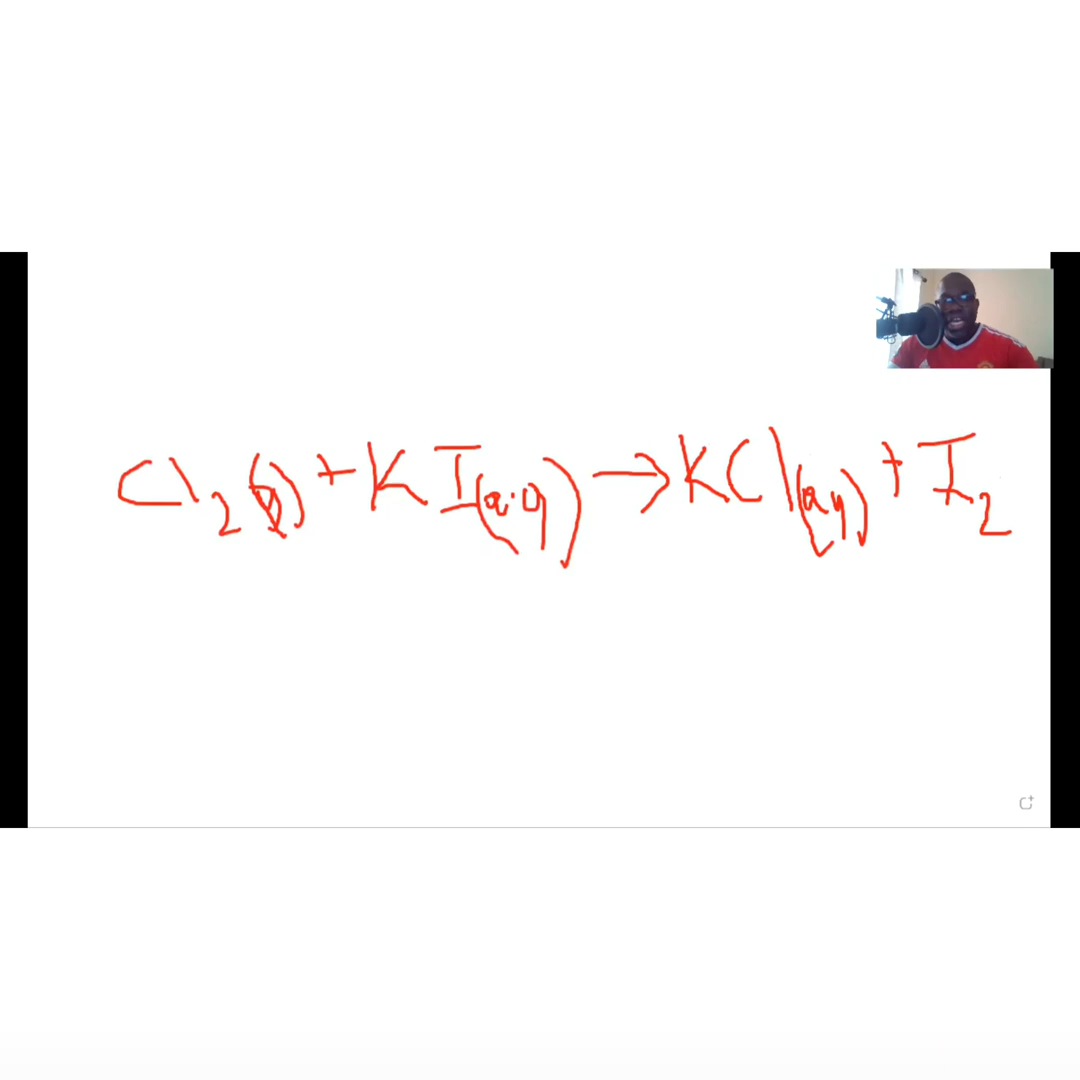 Cl2(g) + KI(aq) → KCl(aq) + I2